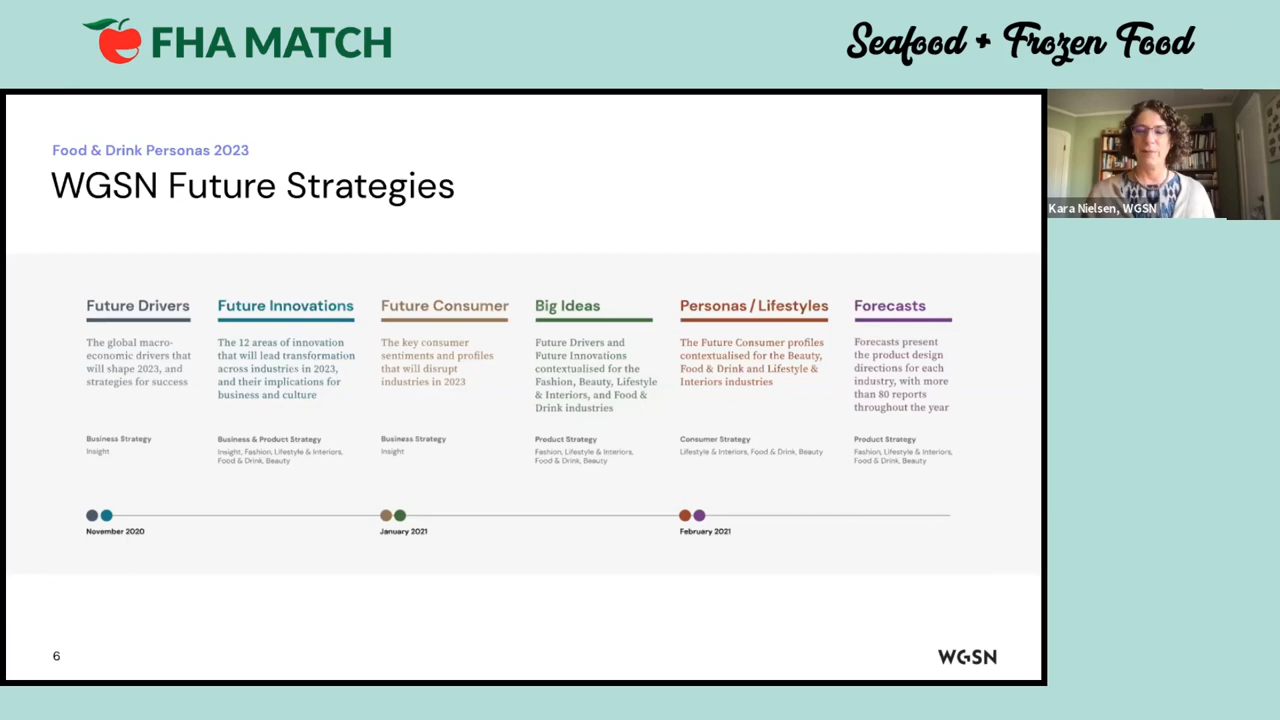 FHA MATCH
Seafood + Frozen Food
Food & Drink Personas 2023
WGSN Future Strategies
Kara Nielsen, WGSN
Future Drivers
The global macro-
economic drivers that
will shape 2023, and
strategies for success
Business Strategy
Insight
Future Innovations
The 12 areas of innovation
that will lead transformation
across industries in 2023,
and their implications for
business and culture
Business & Product Strategy
Insight, Fashion, Lifestyle & Interiors,
Food & Drink, Beauty
Future Consumer
The key consumer
sentiments and profiles
that will disrupt
industries in 2023
Business Strategy
Insight
Big Ideas
Future Drivers and
Future Innovations
contextualised for the
Fashion, Beauty, Lifestyle
& Interiors, and Food &
Drink industries
Product Strategy
Fashion, Lifestyle & Interiors,
Food & Drink, Beauty
Personas / Lifestyles
The Future Consumer profiles
contextualised for the Beauty,
Food & Drink and Lifestyle &
Interiors industries
Consumer Strategy
Lifestyle & Interiors, Food & Drink, Beauty
Forecasts
Forecasts present
the product design
directions for each
industry, with more
than 80 reports
throughout the year
Product Strategy
Fashion, Lifestyle & Interiors,
Food & Drink, Beauty
November 2020
January 2021
February 2021
6
WGSN